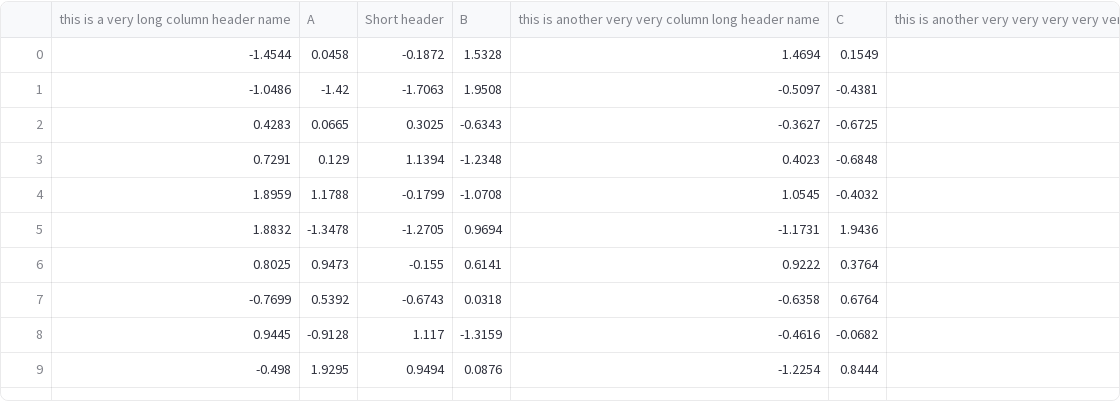 this is a very long column header name A Short header B this is another very very column long header name C this is another very very very very ve
0 -1.4544 0.0458 -0.1872 1.5328 1.4694 0.1549
1 -1.0486 -1.42 -1.7063 1.9508 -0.5097 -0.4381
2 0.4283 0.0665 0.3025 -0.6343 -0.3627 -0.6725
3 0.7291 0.129 1.1394 -1.2348 0.4023 -0.6848
4 1.8959 1.1788 -0.1799 -1.0708 1.0545 -0.4032
5 1.8832 -1.3478 -1.2705 0.9694 -1.1731 1.9436
6 0.8025 0.9473 -0.155 0.6141 0.9222 0.3764
7 -0.7699 0.5392 -0.6743 0.0318 -0.6358 0.6764
8 0.9445 -0.9128 1.117 -1.3159 -0.4616 -0.0682
9 -0.498 1.9295 0.9494 0.0876 -1.2254 0.8444